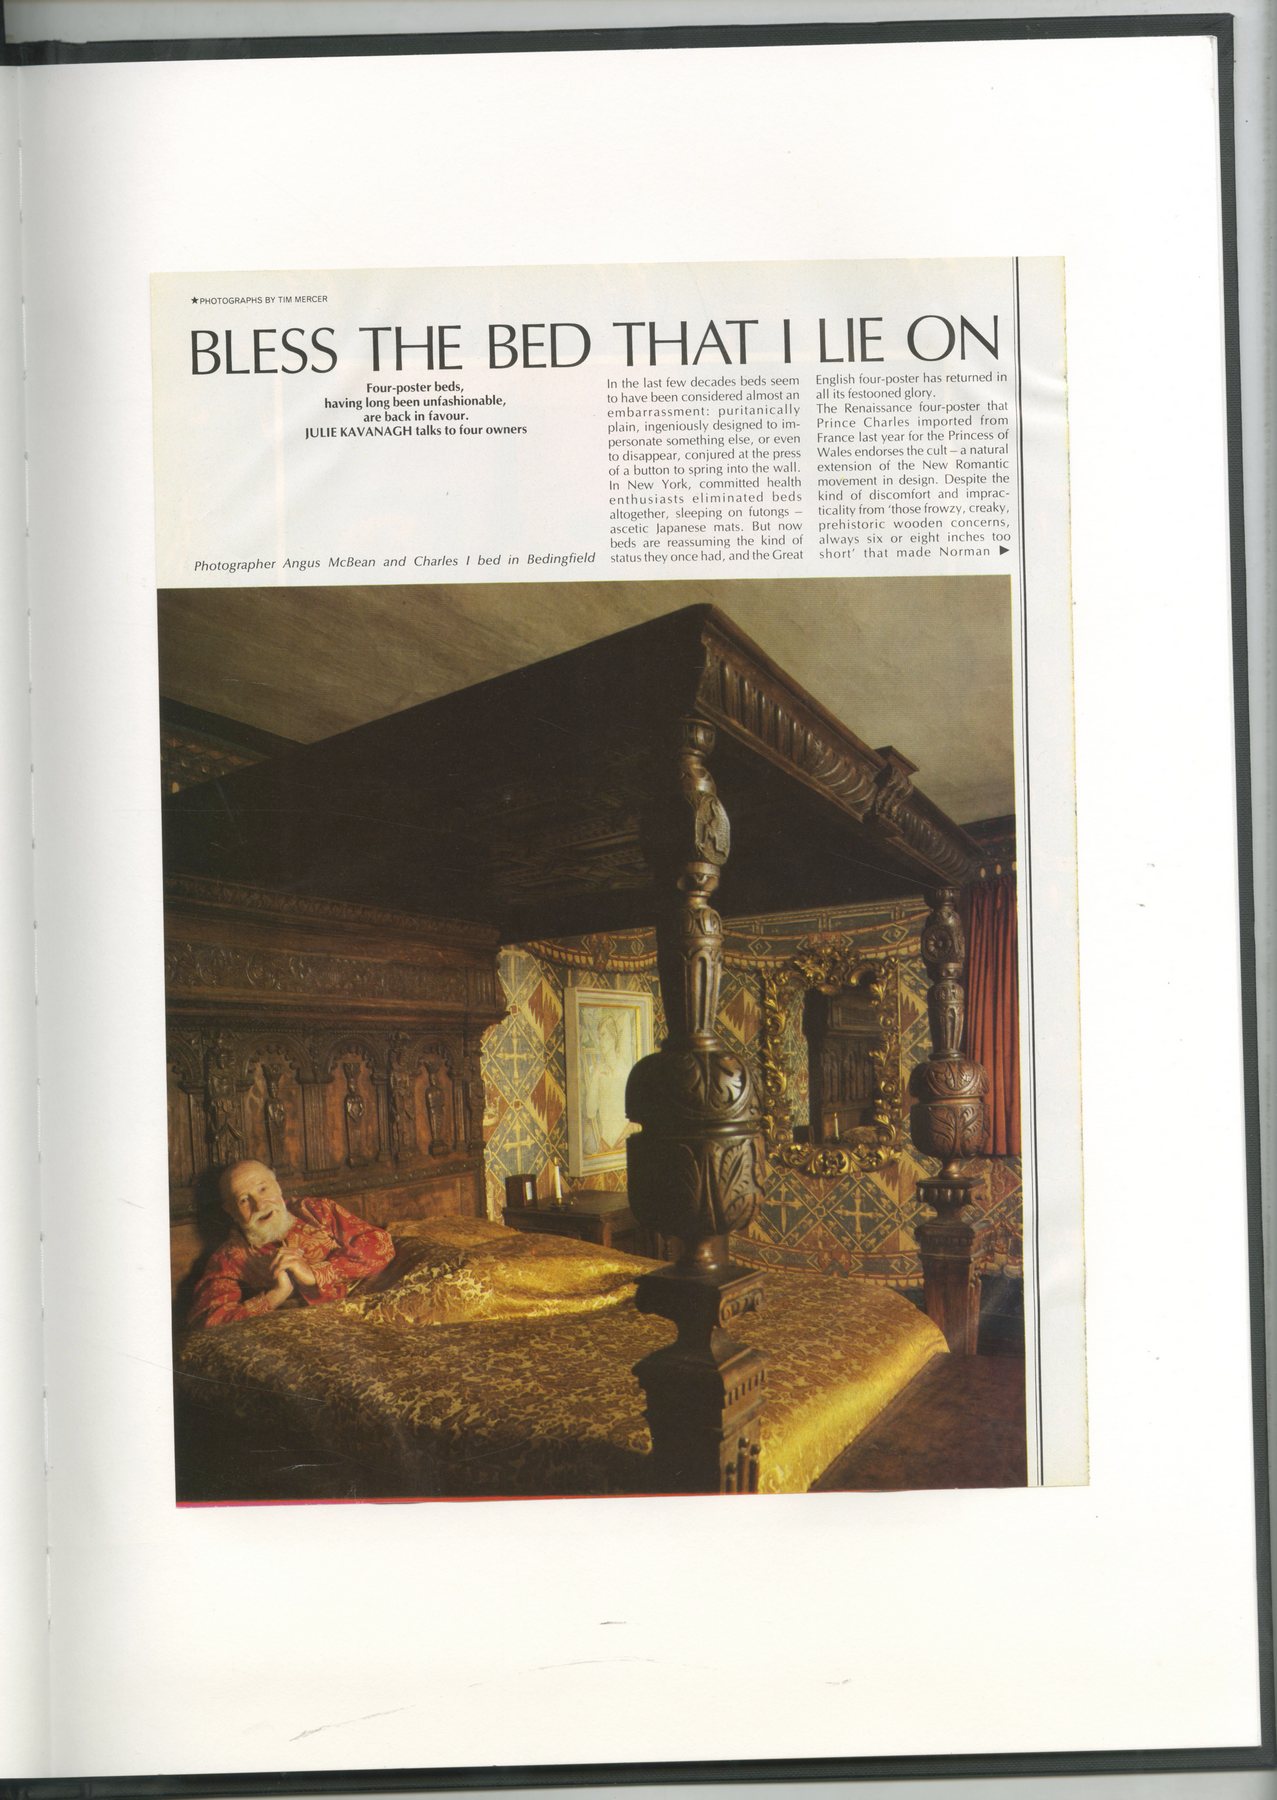 ★PHOTOGRAPHS BY TIM MERCER
BLESS THE BED THAT I LIE ON
Four-poster beds,
having long been unfashionable,
are back in favour.
JULIE KAVANAGH talks to four owners
Photographer Angus McBean and Charles I bed in Bedingfield
In the last few decades beds seem
to have been considered almost an
embarrassment: puritanically
plain, ingeniously designed to im-
personate something else, or even
to disappear, conjured at the press
of a button to spring into the wall.
In New York, committed health
enthusiasts eliminated beds
altogether, sleeping on futongs –
ascetic Japanese mats. But now
beds are reassuming the kind of
status they once had, and the Great
English four-poster has returned in
all its festooned glory.
The Renaissance four-poster that
Prince Charles imported from
France last year for the Princess of
Wales endorses the cult – a natural
extension of the New Romantic
movement in design. Despite the
kind of discomfort and imprac-
ticality from ‘those frowzy, creaky,
prehistoric wooden concerns,
always six or eight inches too
short’ that made Norman ▶